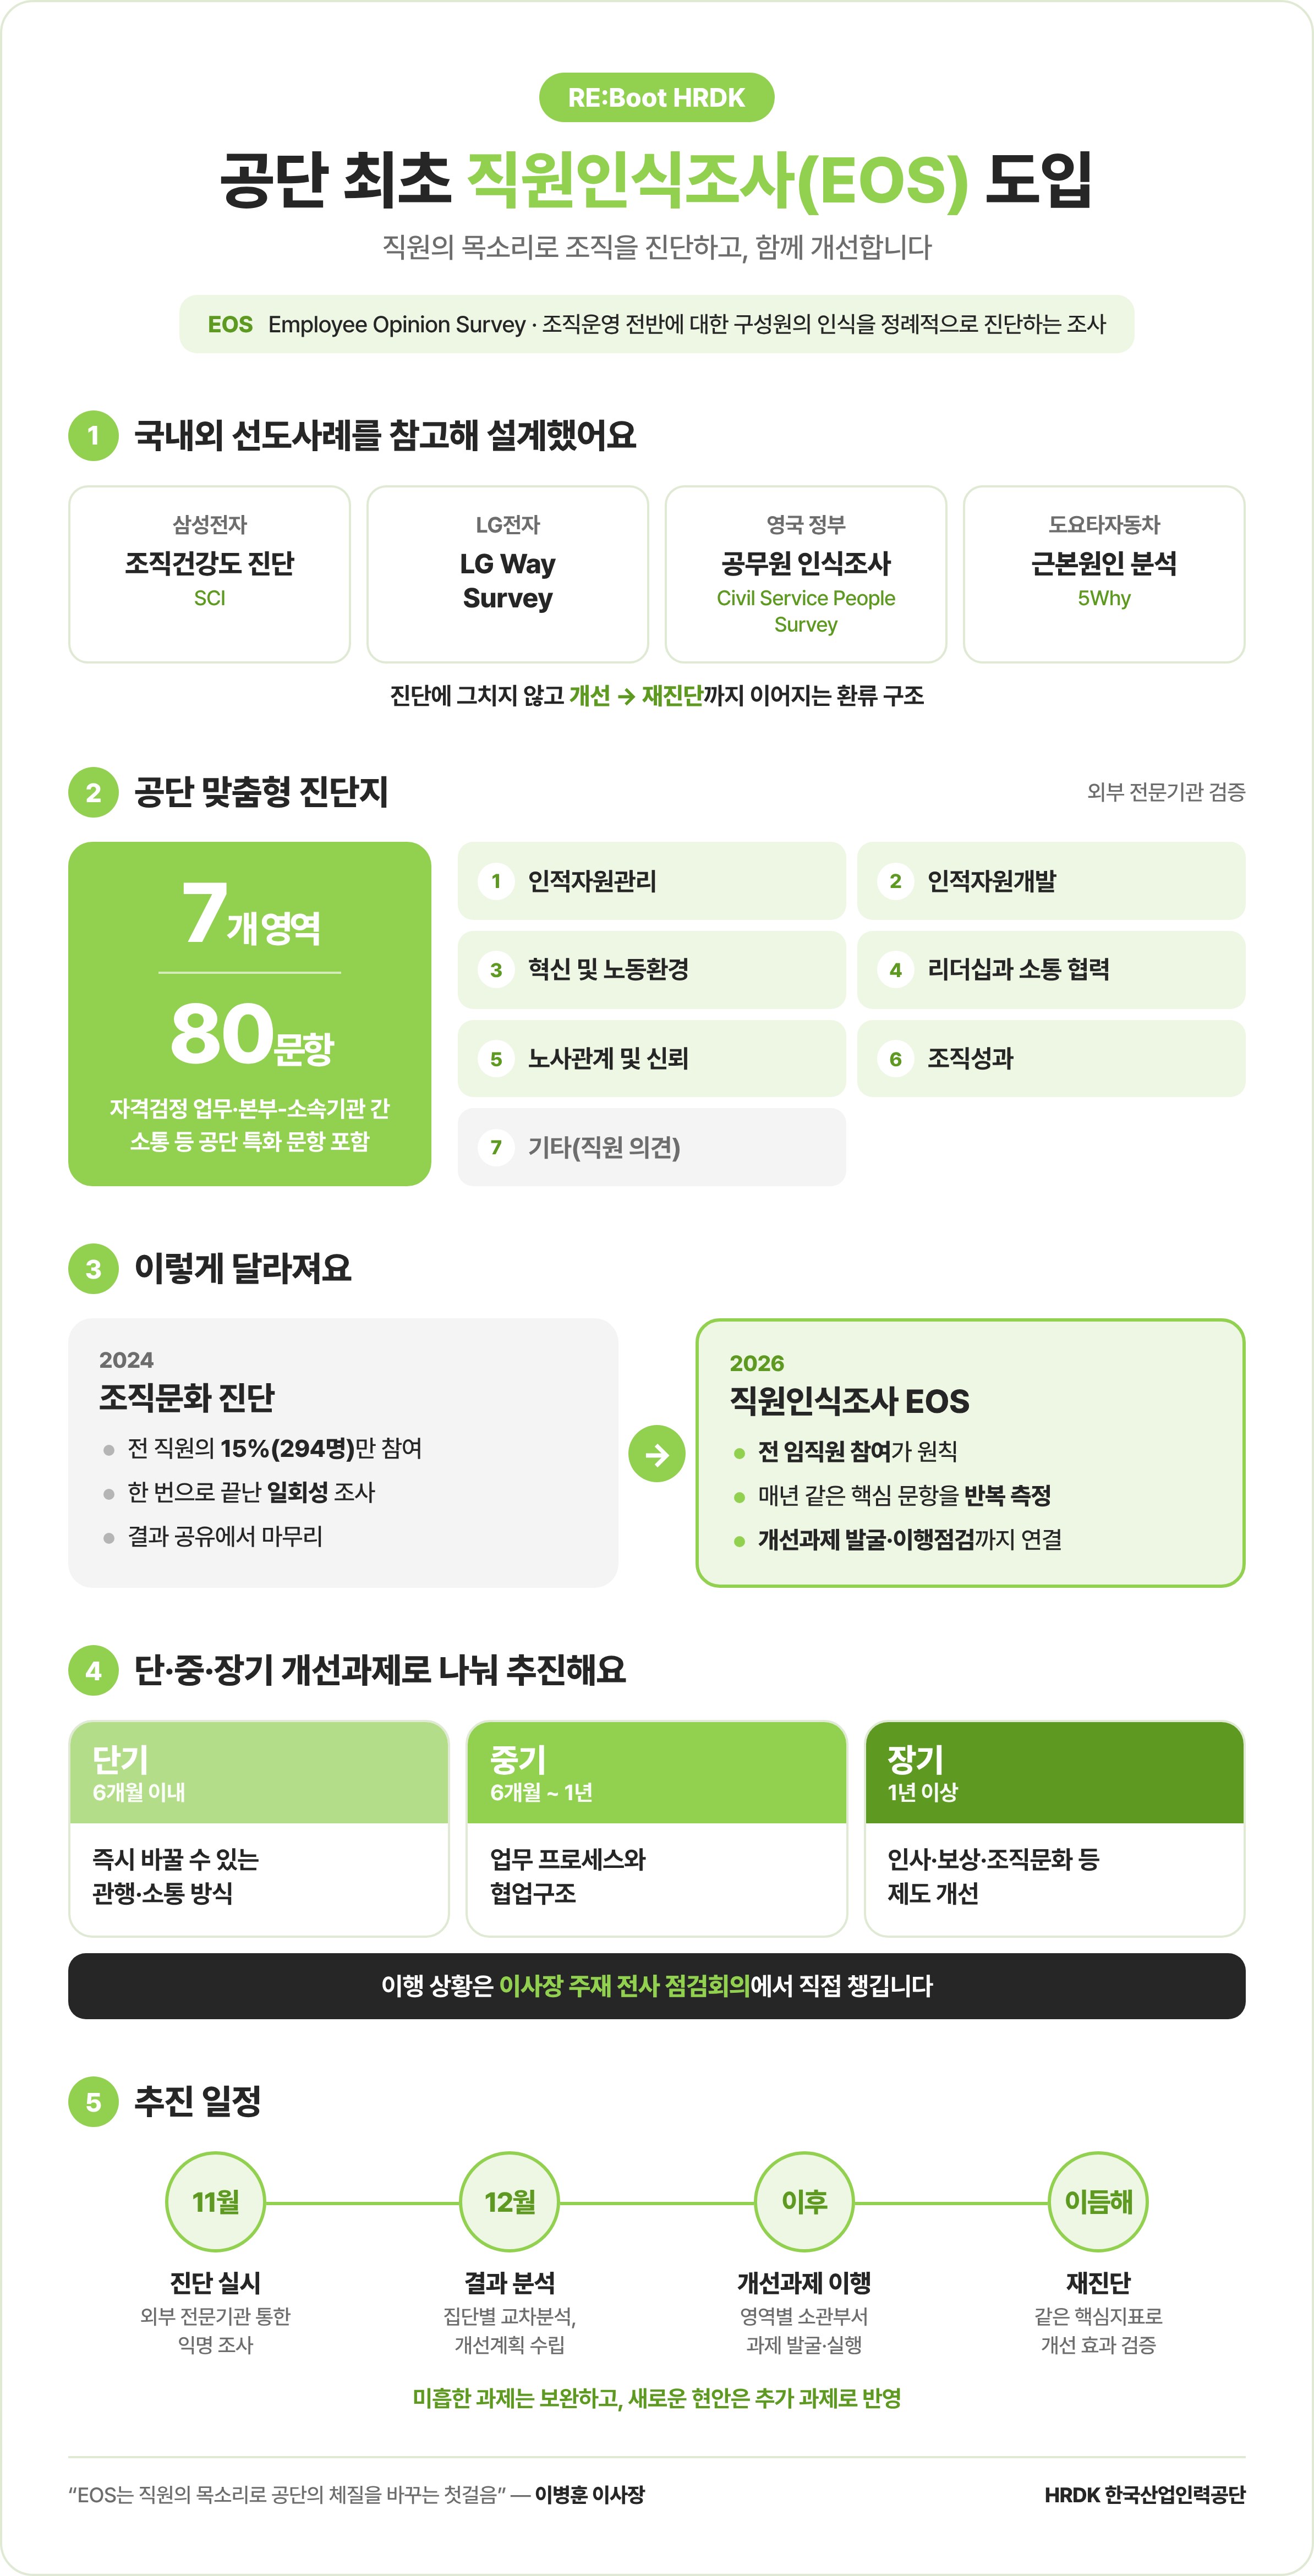 RE:Boot HRDK
공단 최초 직원인식조사(EOS) 도입
직원의 목소리로 조직을 진단하고, 함께 개선합니다
EOS Employee Opinion Survey · 조직운영 전반에 대한 구성원의 인식을 정례적으로 진단하는 조사
1 국내외 선도사례를 참고해 설계했어요
삼성전자
조직건강도 진단
SCI
LG전자
LG Way
Survey
영국 정부
공무원 인식조사
Civil Service People
Survey
도요타자동차
근본원인 분석
5Why
진단에 그치지 않고 개선 → 재진단까지 이어지는 환류 구조
2 공단 맞춤형 진단지
외부 전문기관 검증
7개 영역
80문항
자격검정 업무·본부-소속기관 간
소통 등 공단 특화 문항 포함
1 인적자원관리
2 인적자원개발
3 혁신 및 노동환경
4 리더십과 소통 협력
5 노사관계 및 신뢰
6 조직성과
7 기타(직원 의견)
3 이렇게 달라져요
2024
조직문화 진단
● 전 직원의 15%(294명)만 참여
● 한 번으로 끝난 일회성 조사
● 결과 공유에서 마무리
→
2026
직원인식조사 EOS
● 전 임직원 참여가 원칙
● 매년 같은 핵심 문항을 반복 측정
● 개선과제 발굴·이행점검까지 연결
4 단·중·장기 개선과제로 나눠 추진해요
단기
6개월 이내
즉시 바꿀 수 있는
관행·소통 방식
중기
6개월 ~ 1년
업무 프로세스와
협업구조
장기
1년 이상
인사·보상·조직문화 등
제도 개선
이행 상황은 이사장 주재 전사 점검회의에서 직접 챙깁니다
5 추진 일정
11월
진단 실시
외부 전문기관 통한
익명 조사
12월
결과 분석
집단별 교차분석,
개선계획 수립
이후
개선과제 이행
영역별 소관부서
과제 발굴·실행
이듬해
재진단
같은 핵심지표로
개선 효과 검증
미흡한 과제는 보완하고, 새로운 현안은 추가 과제로 반영
“EOS는 직원의 목소리로 공단의 체질을 바꾸는 첫걸음” — 이병훈 이사장
HRDK 한국산업인력공단